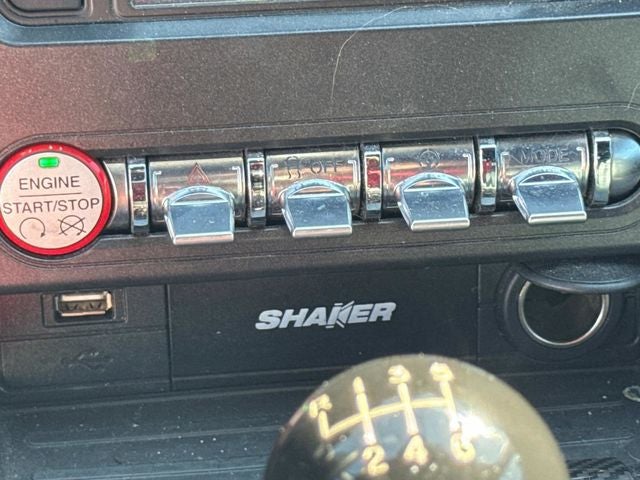 ENGINE
START/STOP
OFF
MODE
SHAKER
R 1 3 5
2 4 6